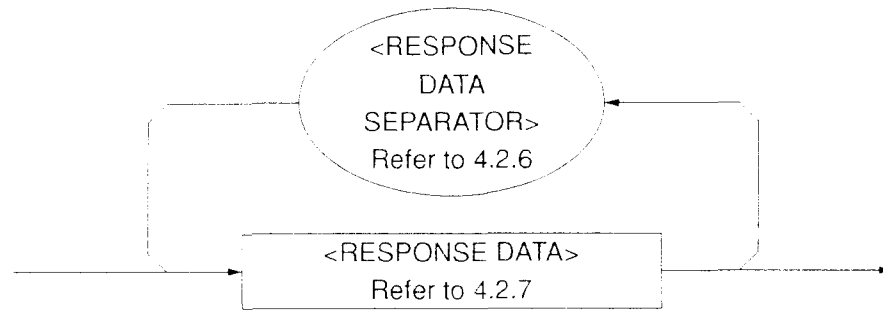 <RESPONSE
DATA
SEPARATOR>
Refer to 4.2.6
<RESPONSE DATA>
Refer to 4.2.7